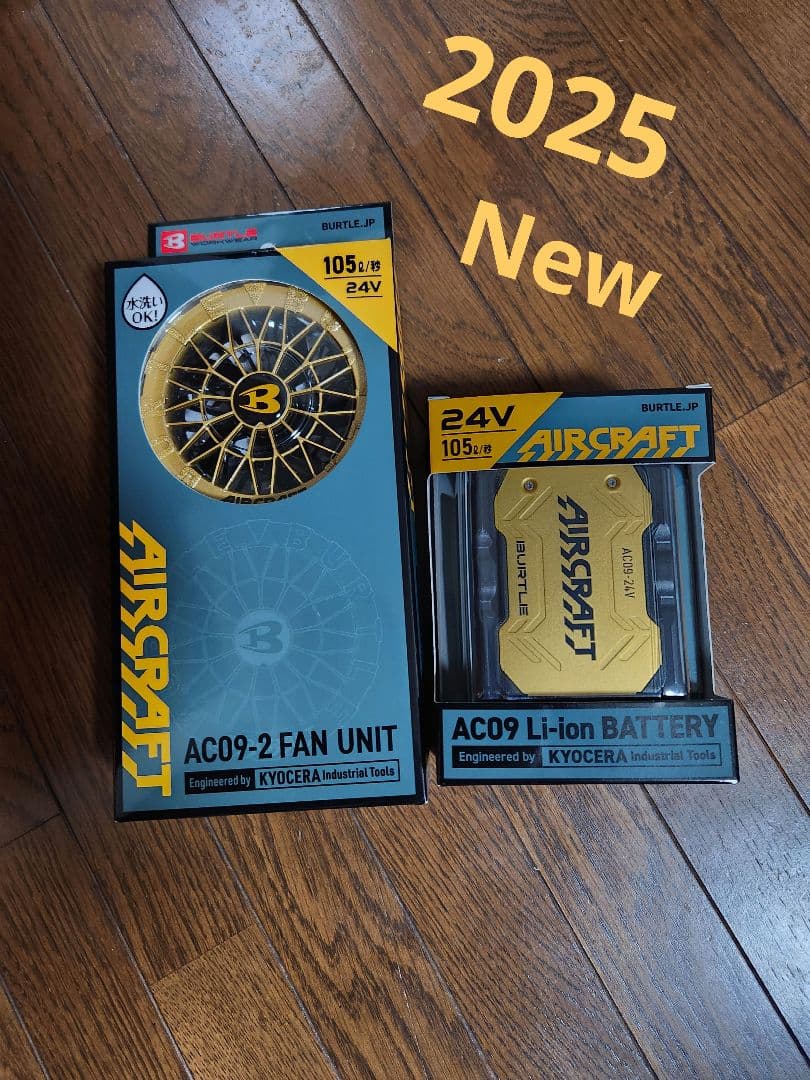 2025
New
BURTLE
WORKWEAR
BURTLE.JP
105ℓ/秒
24V
水洗い
OK!
B
AIRCRAFT
AIRCRAFT
B
AC09-2 FAN UNIT
Engineered by KYOCERA Industrial Tools
24V
105ℓ/秒
BURTLE.JP
AIRCRAFT
AIRCRAFT
BURTLE
AC09-24V
AC09 Li-ion BATTERY
Engineered by KYOCERA Industrial Tools